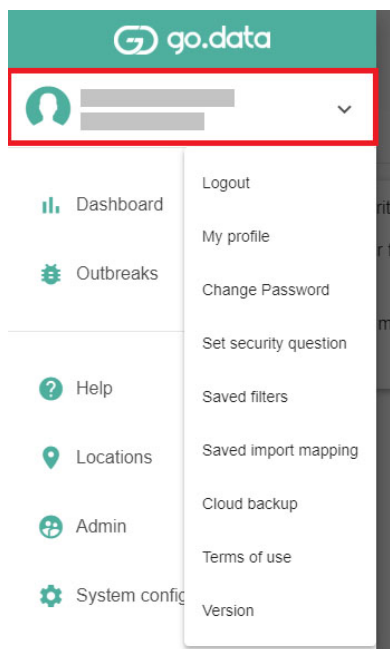 go.data
Logout
Dashboard
My profile
Outbreaks
Change Password
Set security question
Help
Saved filters
Locations
Saved import mapping
Cloud backup
Admin
Terms of use
System config
Version